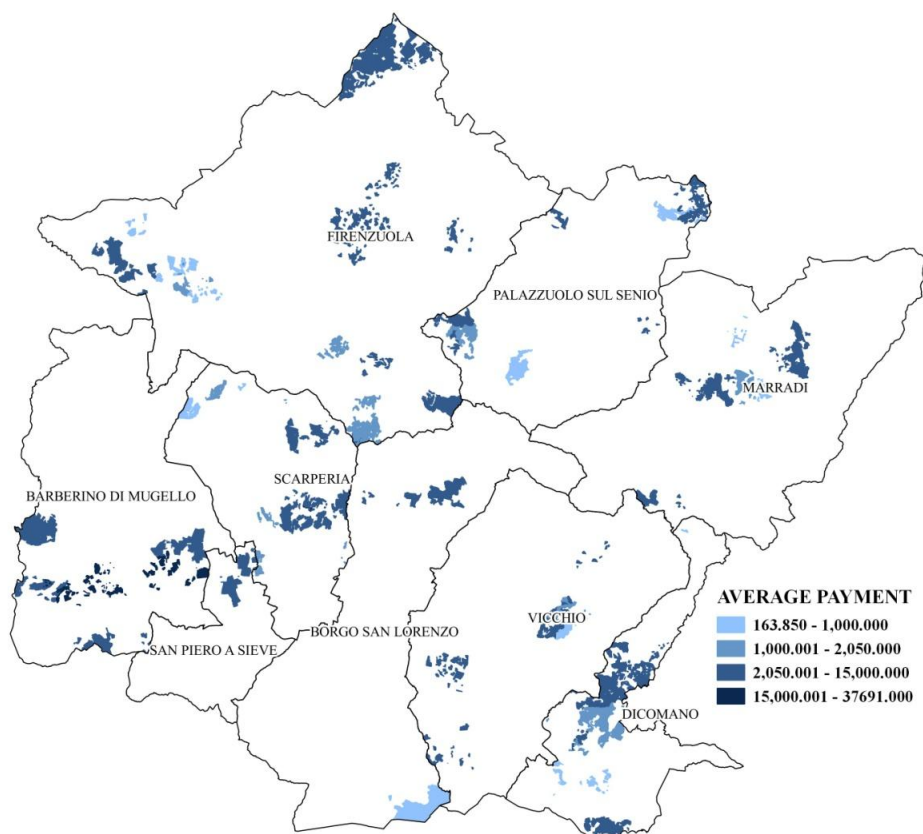 FIRENZUOLA
PALAZZUOLO SUL SENIO
MARRADI
SCARPERIA
BARBERINO DI MUGELLO
AVERAGE PAYMENT
163.850 - 1,000.000
1,000.001 - 2,050.000
2,050.001 - 15,000.000
15,000.001 - 37691.000
VICCHIO
BORGO SAN LORENZO
SAN PIERO A SIEVE
DICOMANO